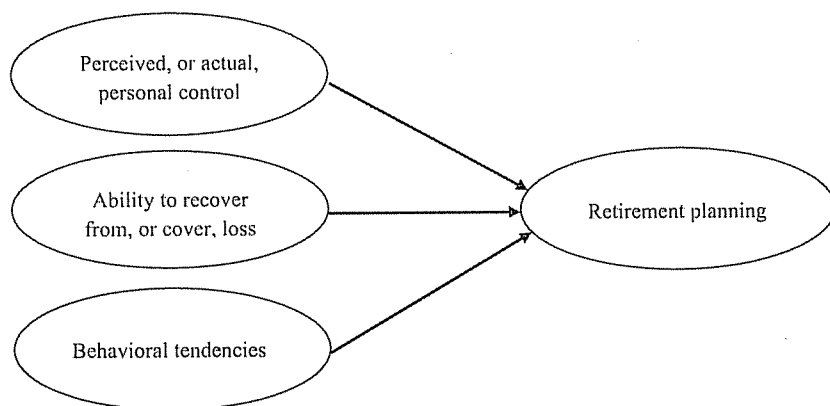 Perceived, or actual,
personal control
Ability to recover
from, or cover, loss
Retirement planning
Behavioral tendencies